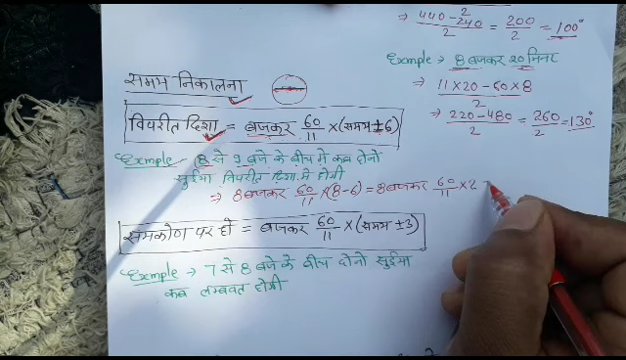 ⇒ 440-240/2 = 200/2 = 100°
Example → 8 बजकर 20 मिनट
⇒ 11×20-60×8/2
⇒ 220-480/2 = 260/2 = 130°
समय निकालना
विपरीत दिशा = बजकर 60/11 ×(समय ±6)
Exemple 8 से 9 बजे के बीच में कब दोनो
सुईया विपरीत दिशा में होगी
⇒ 8 बजकर 60/11 ×(8-6) = 8 बजकर 60/11 ×2
समकोण पर हो = बजकर 60/11 ×(समय ±3)
Exemple → 7 से 8 बजे के बीच दोनो सुईया
कब लम्बवत होगी